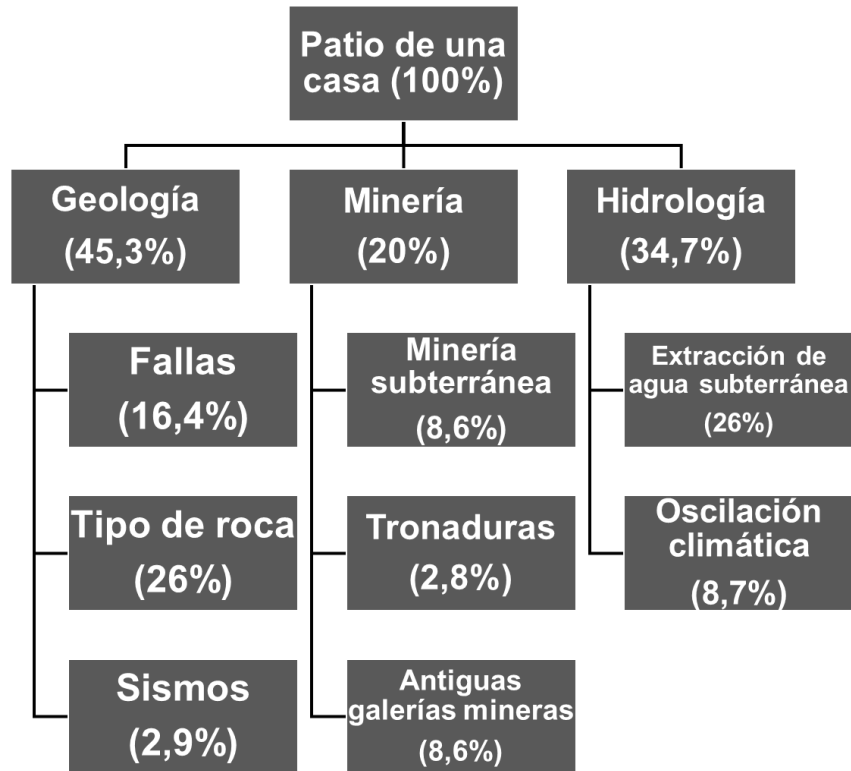 Patio de una
casa (100%)
Geología
(45,3%)
Minería
(20%)
Hidrología
(34,7%)
Fallas
(16,4%)
Minería
subterránea
(8,6%)
Extracción de
agua subterránea
(26%)
Tipo de roca
(26%)
Tronaduras
(2,8%)
Oscilación
climática
(8,7%)
Sismos
(2,9%)
Antiguas
galerías mineras
(8,6%)